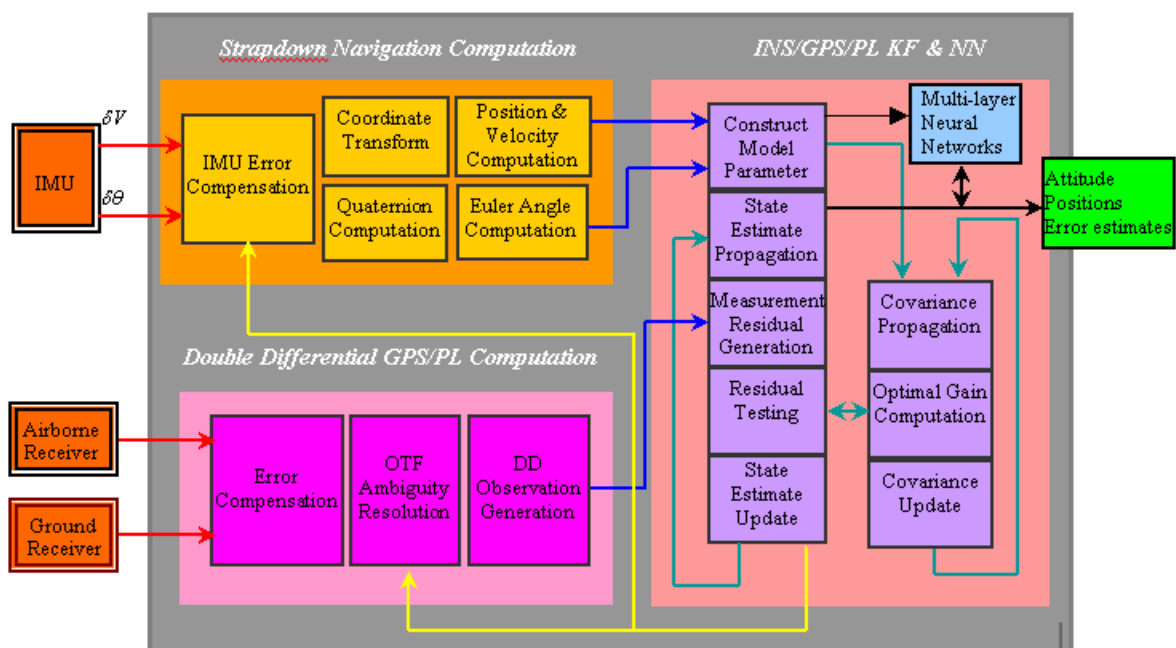 Strapdown Navigation Computation
INS/GPS/PL KF & NN
IMU
δV
δΘ
IMU Error
Compensation
Coordinate
Transform
Position &
Velocity
Computation
Quaternion
Computation
Euler Angle
Computation
Construct
Model
Parameter
State
Estimate
Propagation
Measurement
Residual
Generation
Residual
Testing
State
Estimate
Update
Multi-layer
Neural
Networks
Attitude
Positions
Error estimates
Covariance
Propagation
Optimal Gain
Computation
Covariance
Update
Double Differential GPS/PL Computation
Airborne
Receiver
Ground
Receiver
Error
Compensation
OTF
Ambiguity
Resolution
DD
Observation
Generation